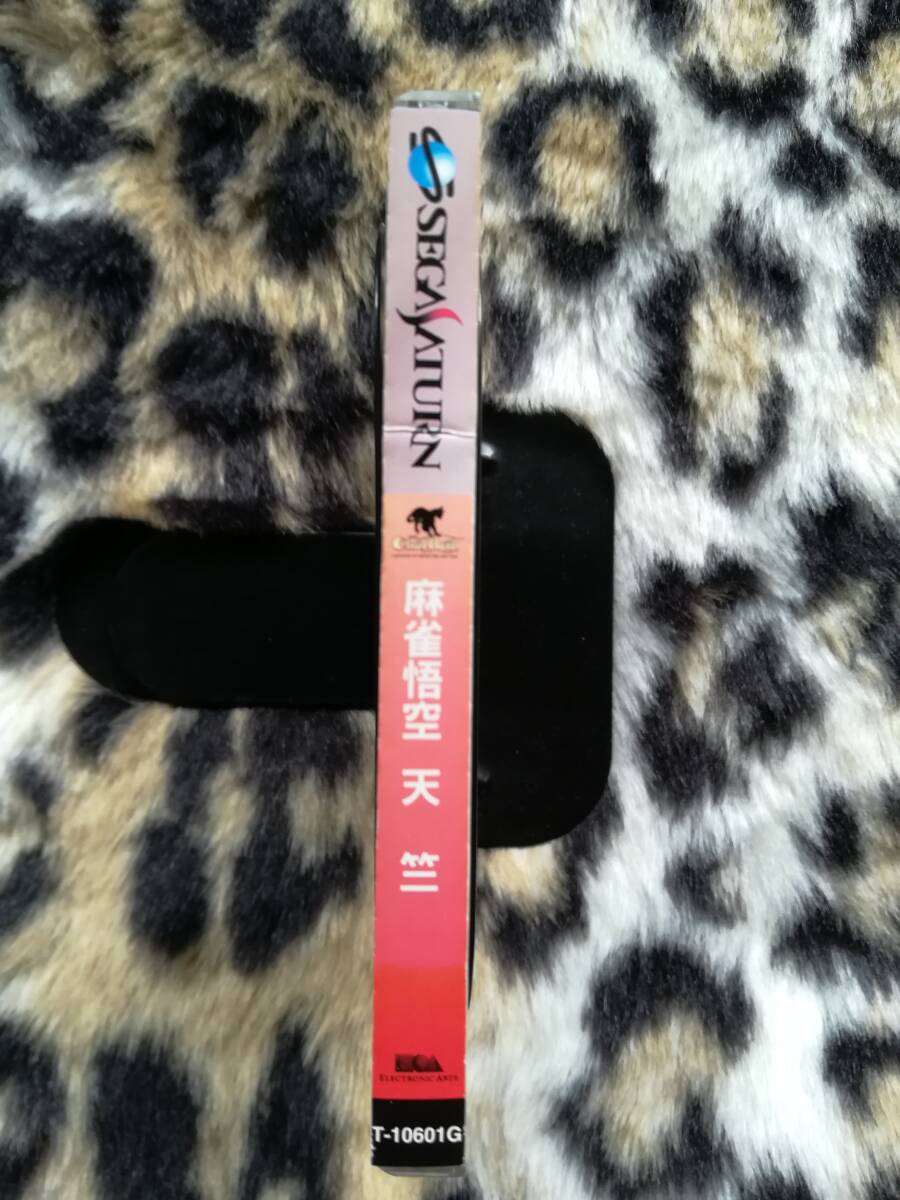 SEGA SATURN
麻雀悟空 天竺
ELECTRONIC ARTS
T-10601G